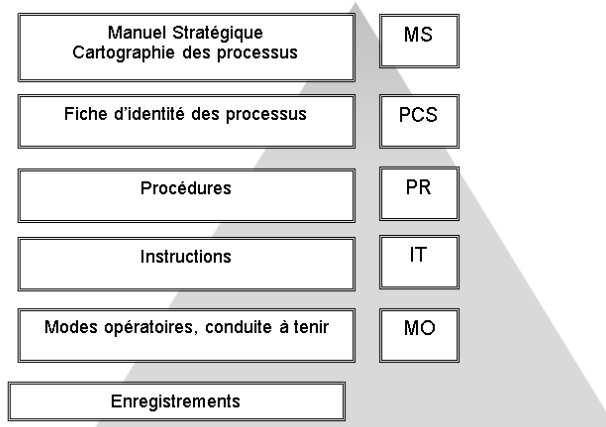 Manuel Stratégique
Cartographie des processus
MS
Fiche d'identité des processus
PCS
Procédures
PR
Instructions
IT
Modes opératoires, conduite à tenir
MO
Enregistrements